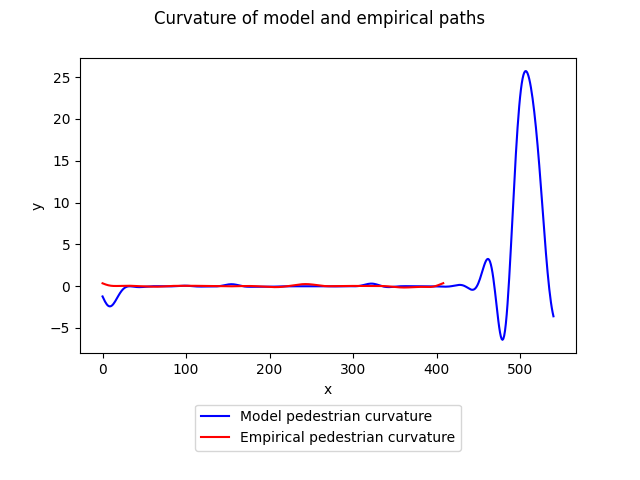 Curvature of model and empirical paths
25
20
15
10
5
0
−5
y
0 100 200 300 400 500
x
Model pedestrian curvature
Empirical pedestrian curvature